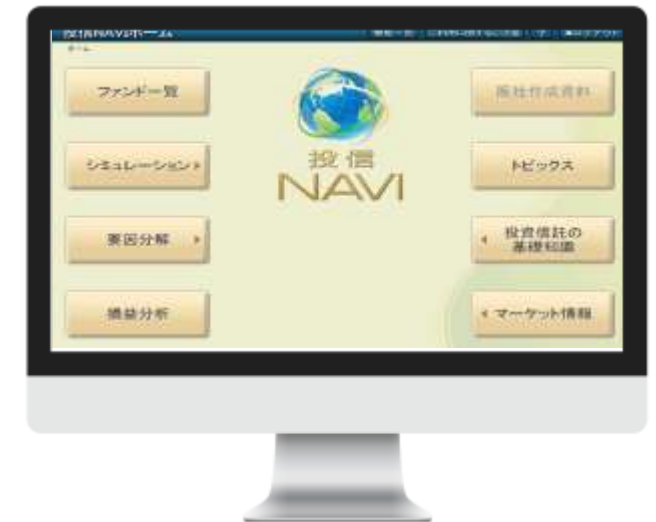 投信NAVIホーム
ホーム
ファンド一覧
シミュレーション
要因分解
損益分析
投信
NAVI
販社作成資料
トピックス
投資信託の
基礎知識
マーケット情報